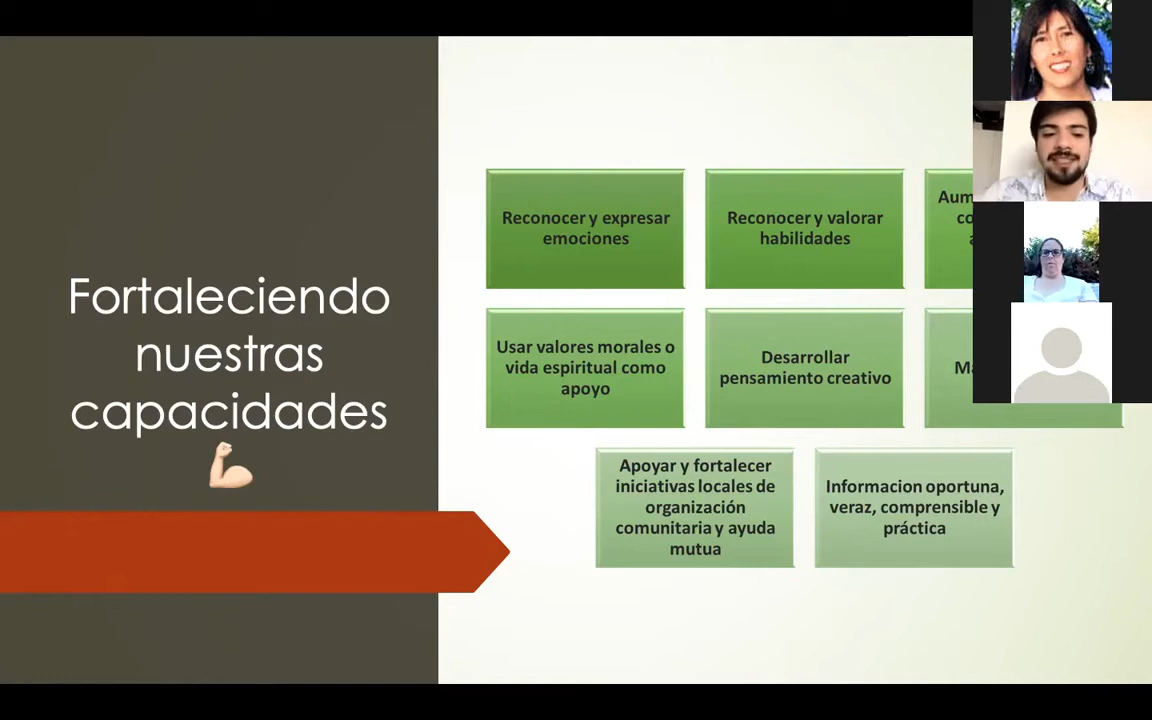 Fortaleciendo
nuestras
capacidades
Reconocer y expresar
emociones
Reconocer y valorar
habilidades
Usar valores morales o
vida espiritual como
apoyo
Desarrollar
pensamiento creativo
Apoyar y fortalecer
iniciativas locales de
organización
comunitaria y ayuda
mutua
Informacion oportuna,
veraz, comprensible y
práctica